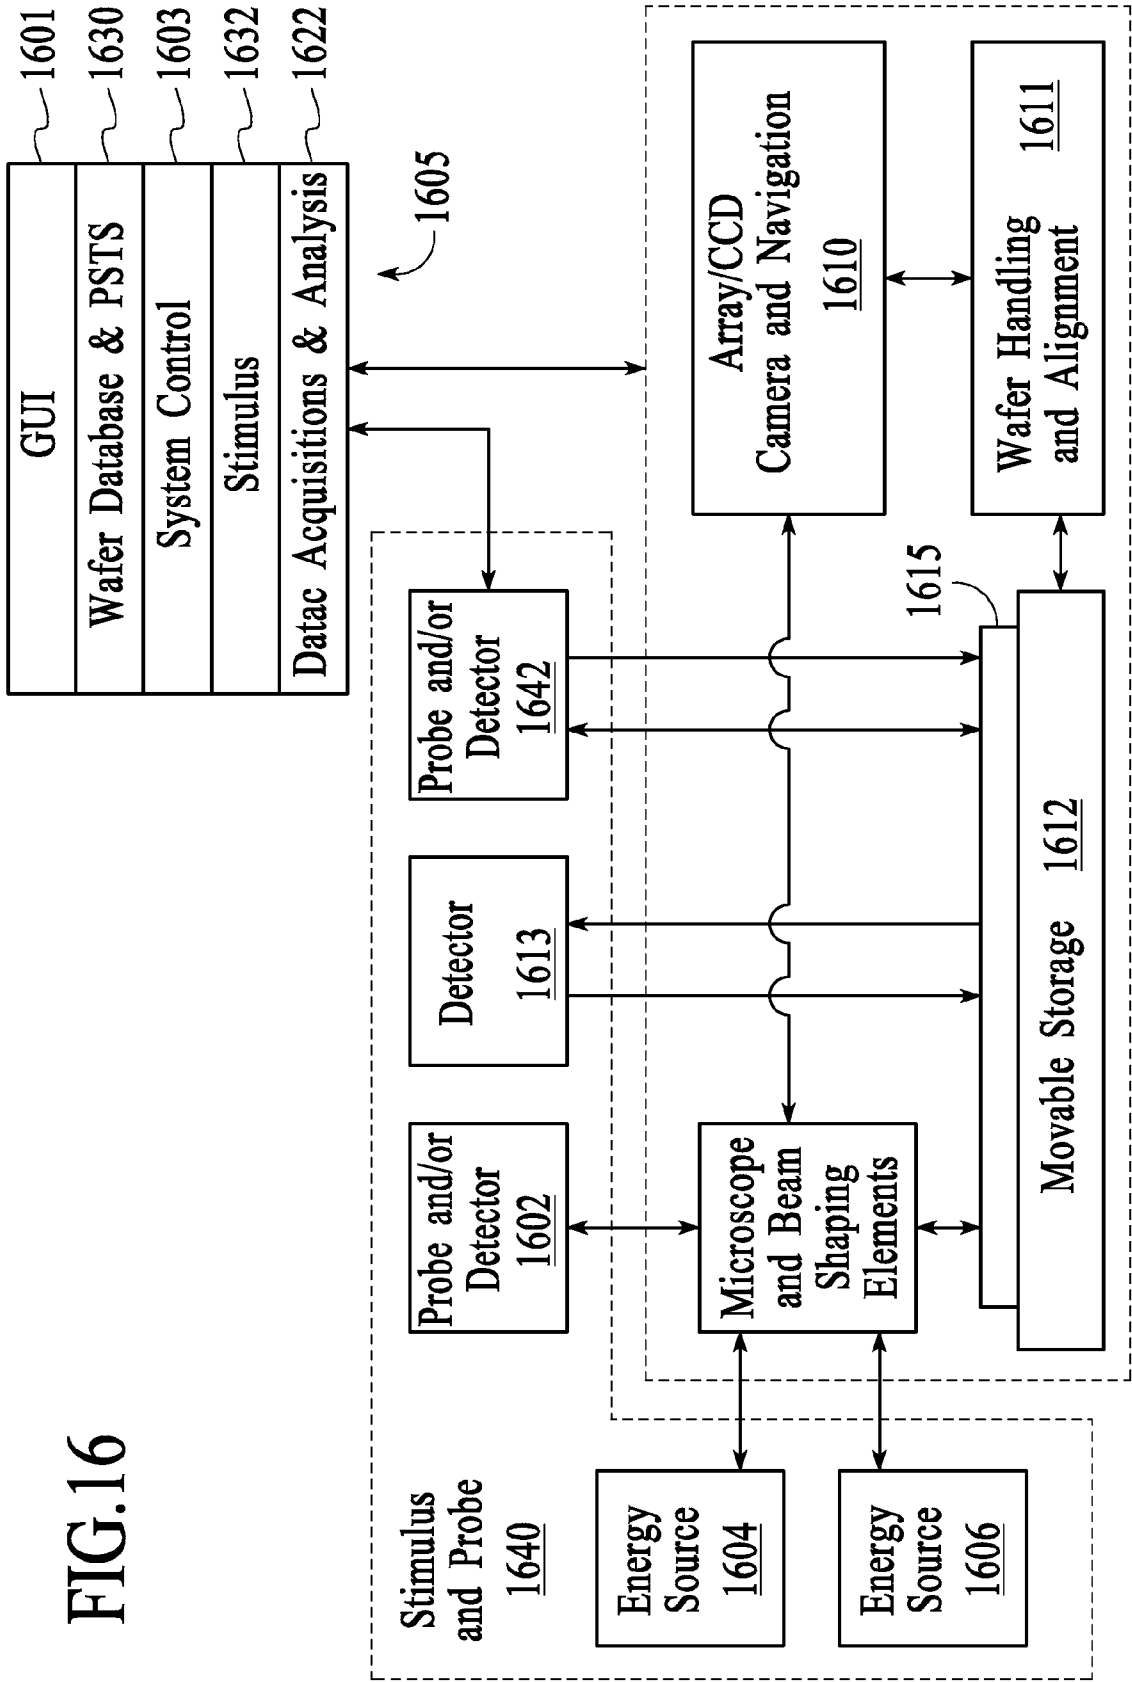 FIG.16
GUI
1601
Wafer Database & PSTS
1630
System Control
1603
Stimulus
1632
Datac Acquisitions & Analysis
1622
1605
Stimulus
and Probe
1640
Probe and/or
Detector
1602
Detector
1613
Probe and/or
Detector
1642
Energy
Source
1604
Energy
Source
1606
Microscope
and Beam
Shaping
Elements
Array/CCD
Camera and Navigation
1610
Wafer Handling
and Alignment
1611
1615
Movable Storage
1612